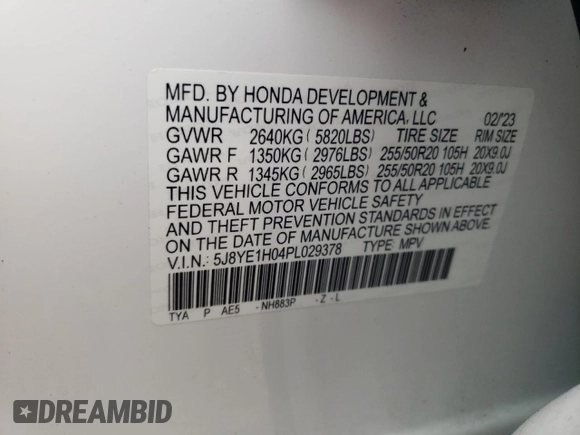 MFD. BY HONDA DEVELOPMENT &
MANUFACTURING OF AMERICA, LLC 02/'23
GVWR 2640KG ( 5820LBS) TIRE SIZE RIM SIZE
GAWR F 1350KG ( 2976LBS) 255/50R20 105H 20X9.0J
GAWR R 1345KG ( 2965LBS) 255/50R20 105H 20X9.0J
THIS VEHICLE CONFORMS TO ALL APPLICABLE
FEDERAL MOTOR VEHICLE SAFETY
AND THEFT PREVENTION STANDARDS IN EFFECT
ON THE DATE OF MANUFACTURE SHOWN ABOVE.
V.I.N.: 5J8YE1H04PL029378 TYPE: MPV
TYA P AE5 -NH883P -Z-L
DREAMBID